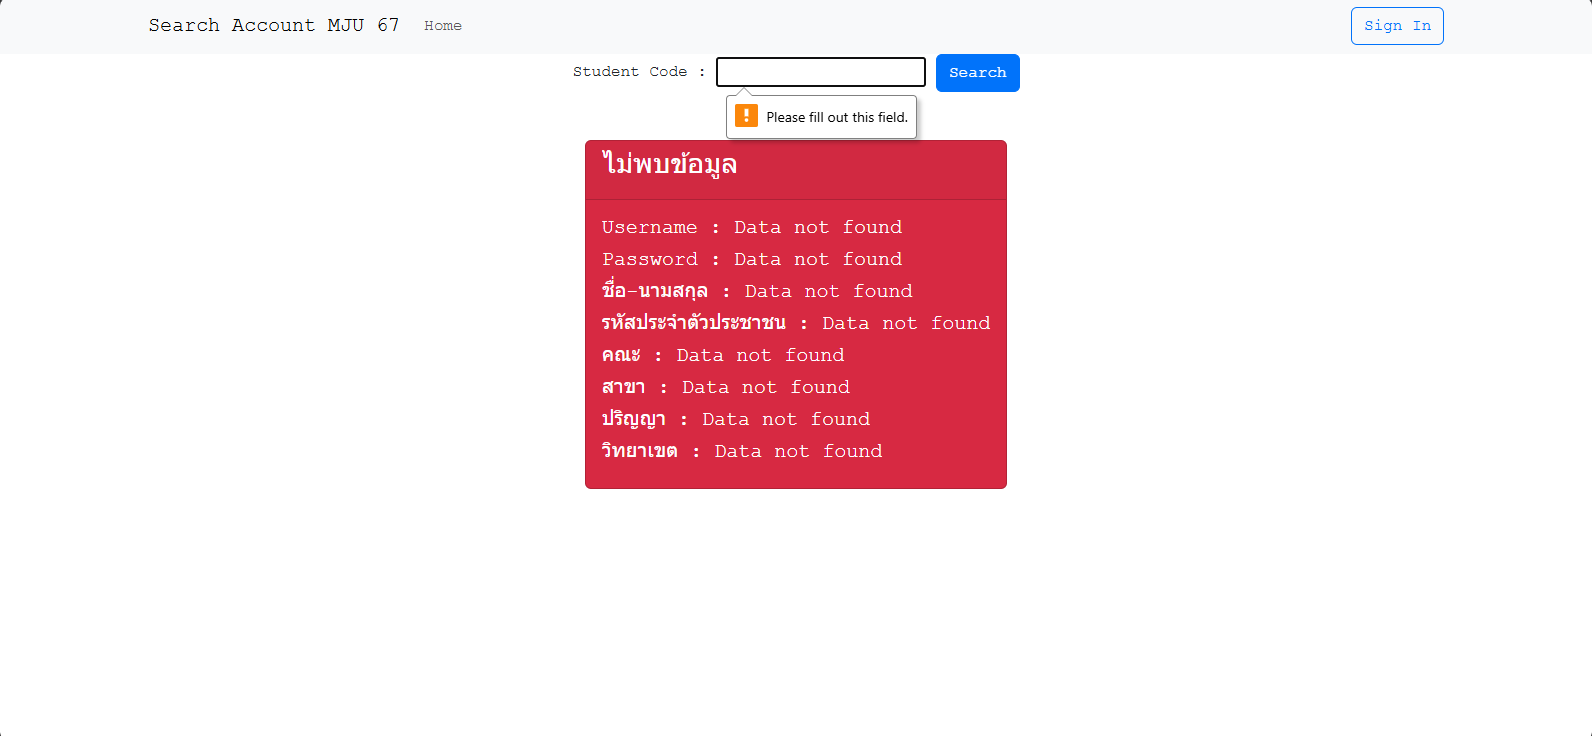 Search Account MJU 67 Home Sign In
Student Code : Search
! Please fill out this field.
ไม่พบข้อมูล
Username : Data not found
Password : Data not found
ชื่อ-นามสกุล : Data not found
รหัสประจำตัวประชาชน : Data not found
คณะ : Data not found
สาขา : Data not found
ปริญญา : Data not found
วิทยาเขต : Data not found